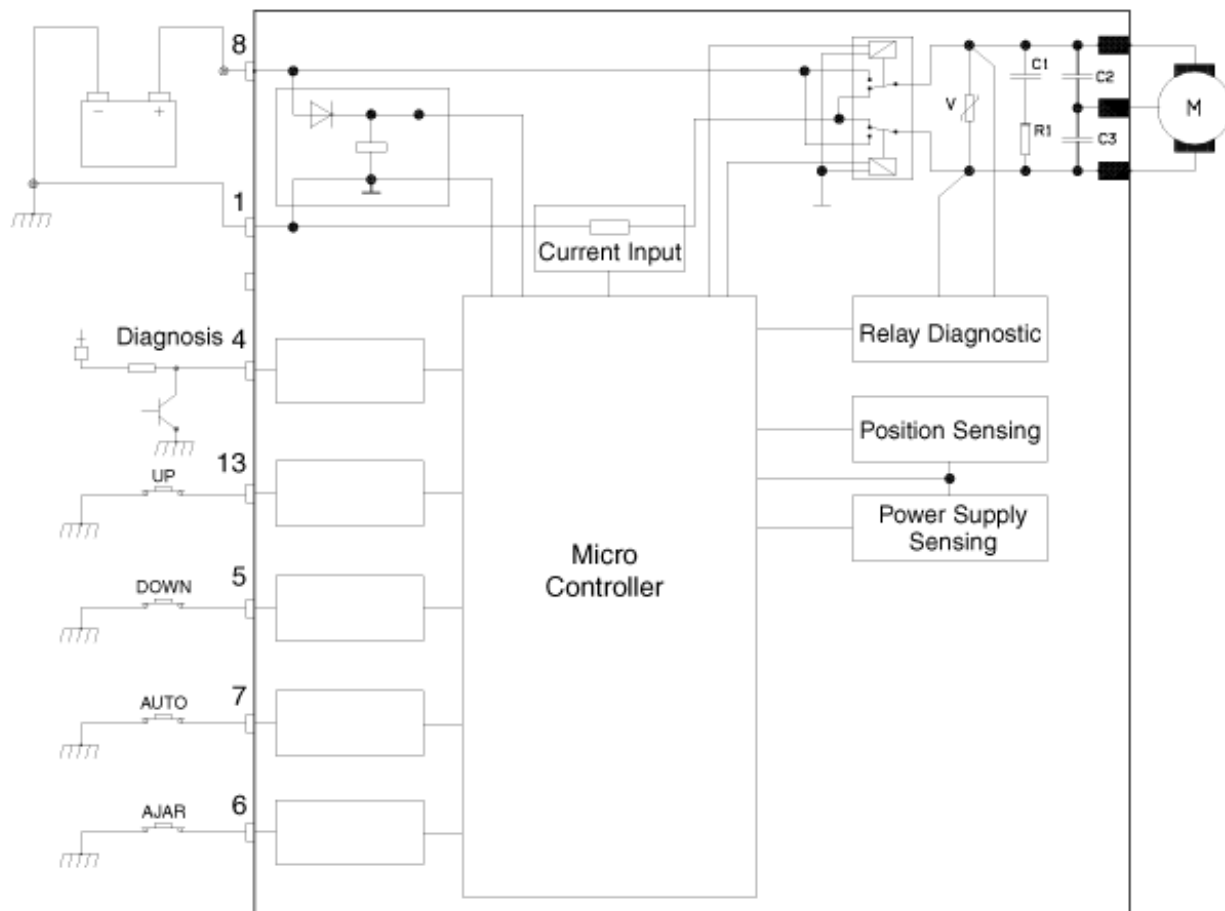 8
C1
C2
V
M
R1
C3
1
Current Input
Diagnosis 4
Relay Diagnostic
Position Sensing
13
UP
Power Supply
Sensing
Micro
Controller
5
DOWN
7
AUTO
6
AJAR
- +
+